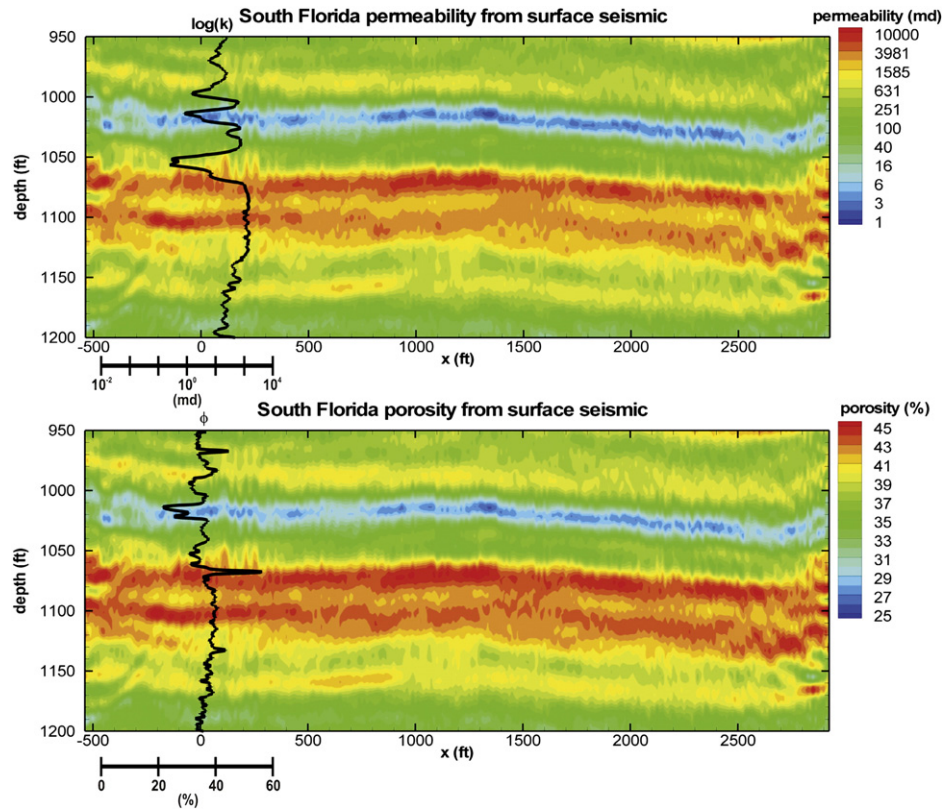 South Florida permeability from surface seismic
log(k)
permeability (md)
10000
3981
1585
631
251
100
40
16
6
3
1
depth (ft)
950
1000
1050
1100
1150
1200
-500 0 500 1000 1500 2000 2500
x (ft)
10-2 100 104
(md)
South Florida porosity from surface seismic
ϕ
porosity (%)
45
43
41
39
37
35
33
31
29
27
25
depth (ft)
950
1000
1050
1100
1150
1200
-500 0 500 1000 1500 2000 2500
x (ft)
0 20 40 60
(%)